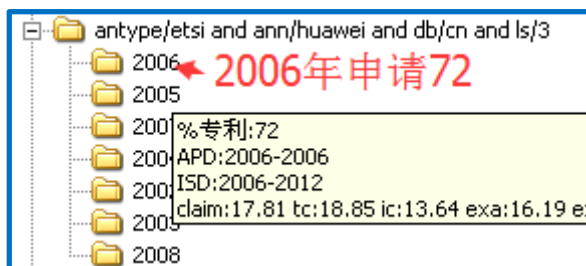 antype/etsi and ann/huawei and db/cn and ls/3
2006
2006年申请72
2005
%专利:72
APD:2006-2006
ISD:2006-2012
claim:17.81 tc:18.85 ic:13.64 exa:16.19
2008